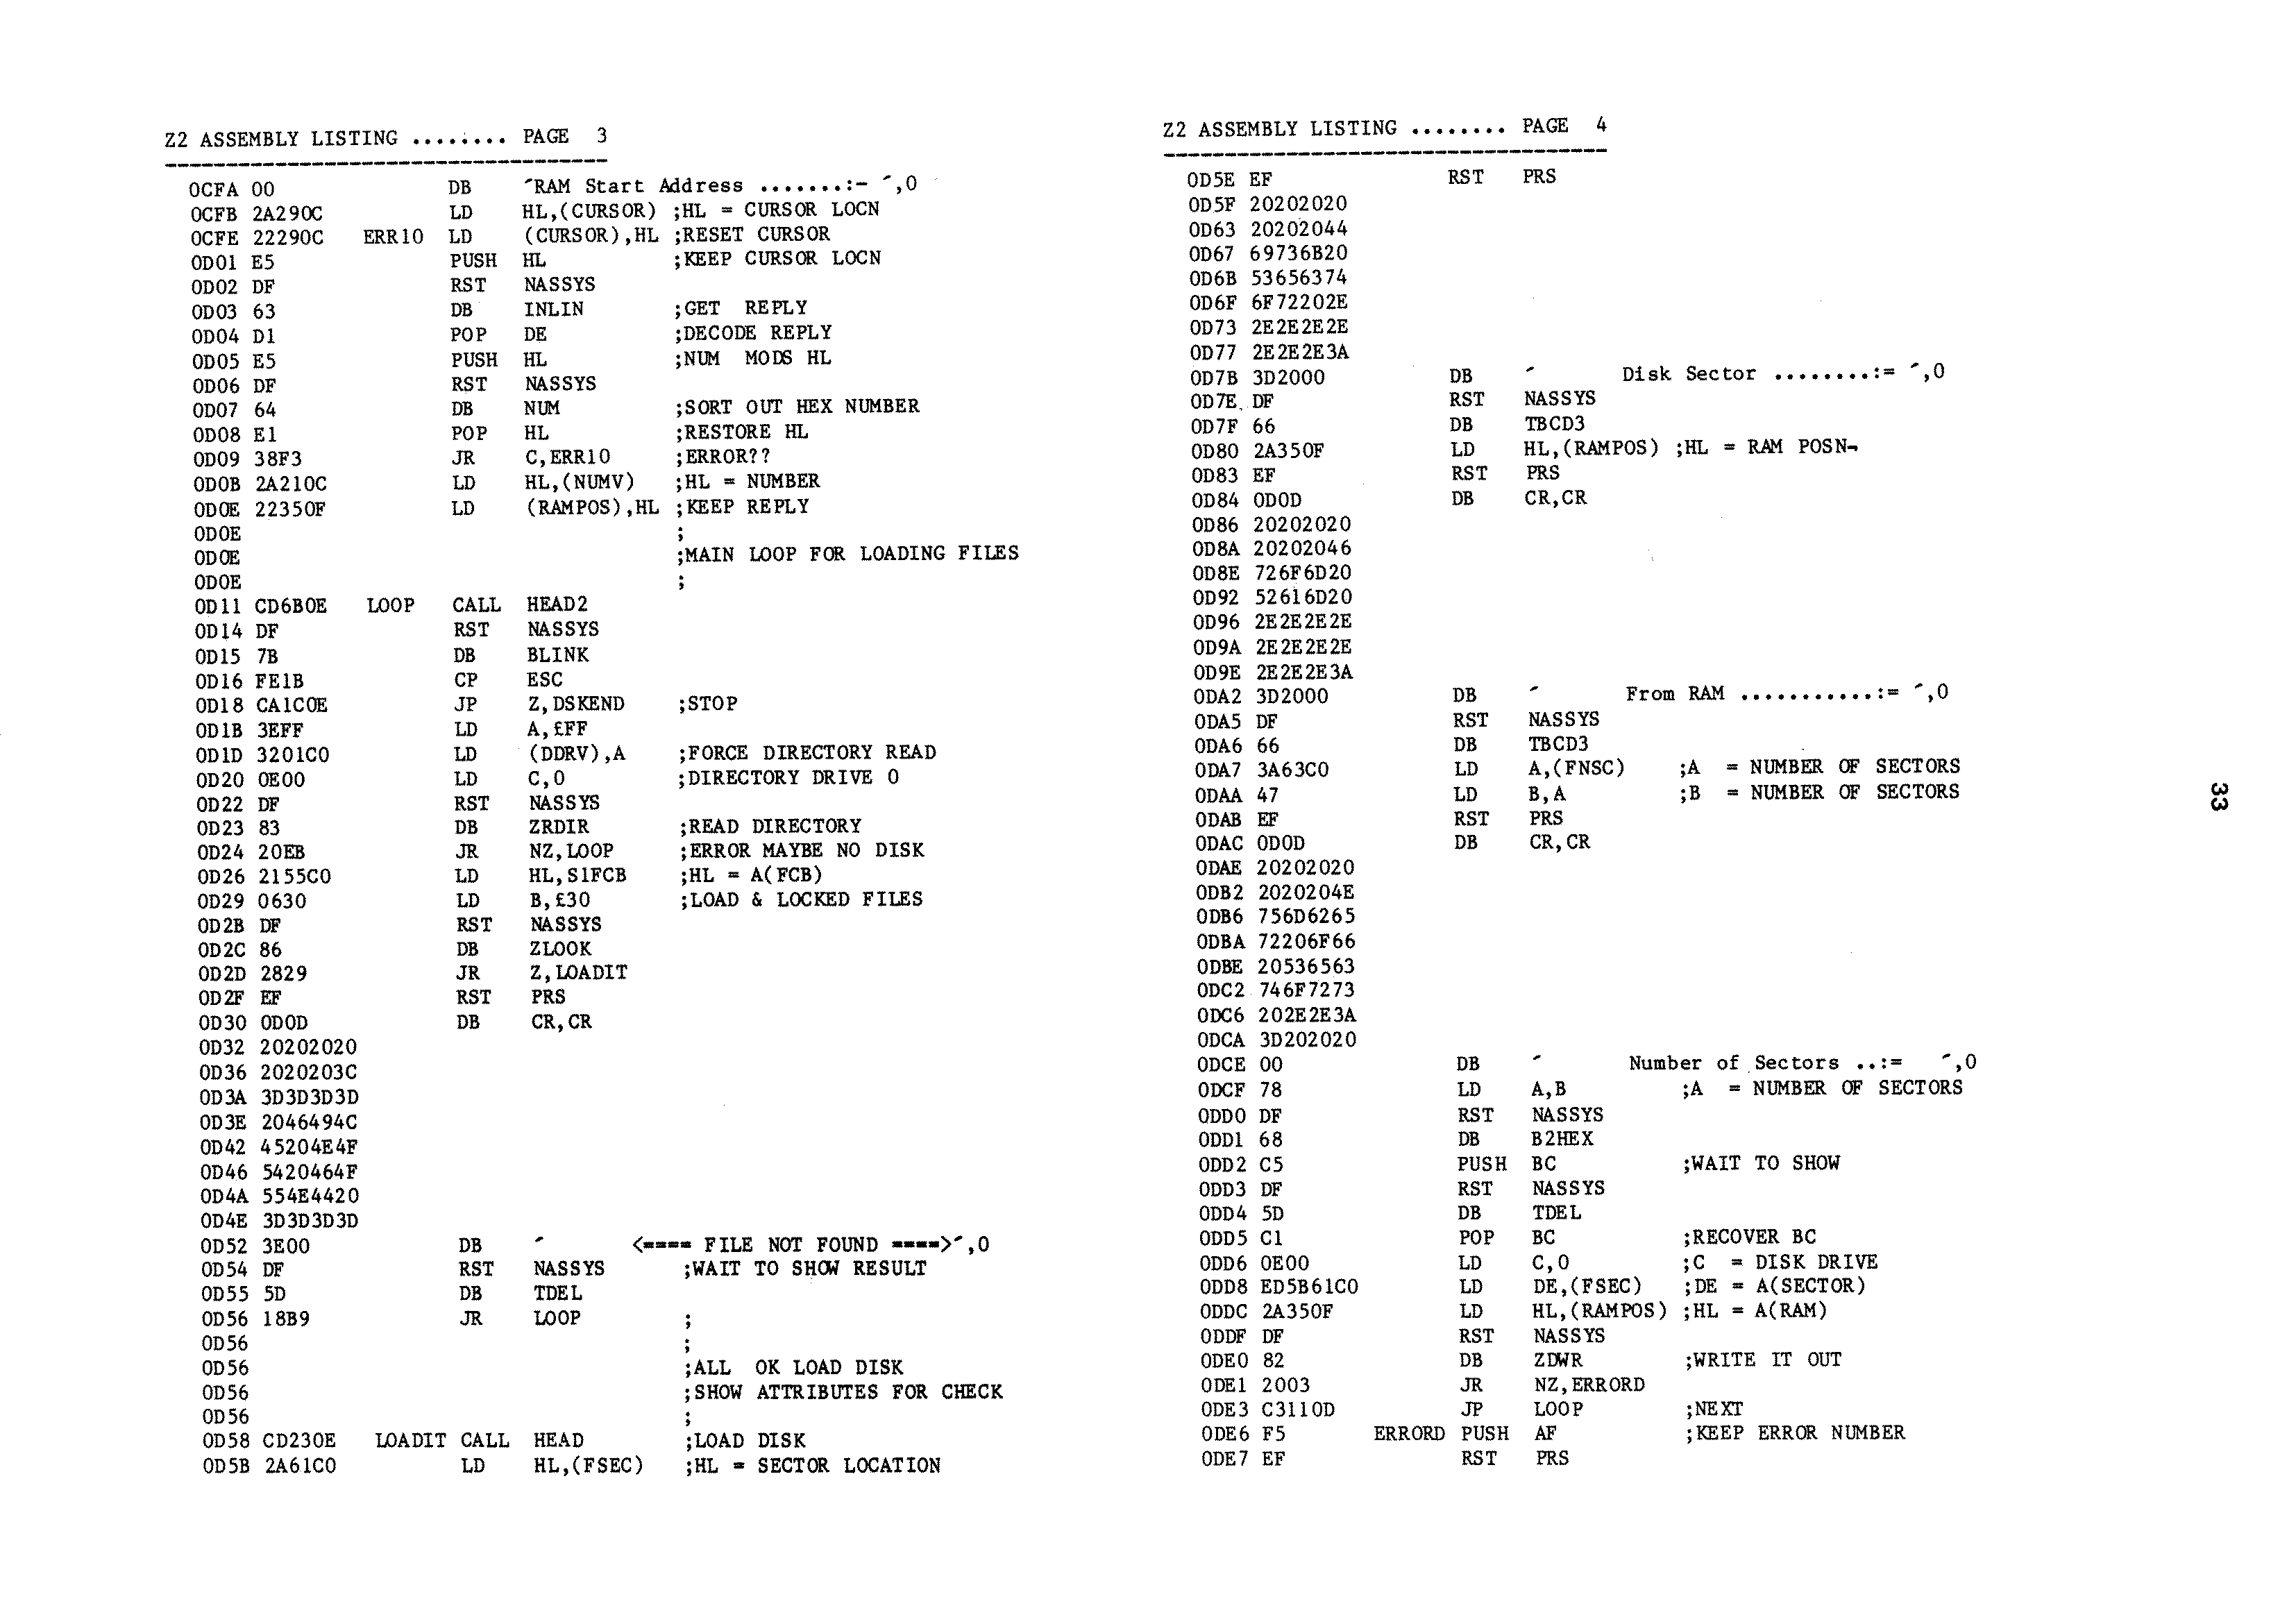 Z2 ASSEMBLY LISTING ........ PAGE  3
------------------------------------
0CFA 00              DB     ´RAM Start Address .......:- ´,0
0CFB 2A290C          LD     HL,(CURSOR) ;HL = CURSOR LOCN
0CFE 22290C   ERR10  LD     (CURSOR),HL ;RESET CURSOR
0D01 E5              PUSH   HL          ;KEEP CURSOR LOCN
0D02 DF              RST    NASSYS
0D03 63              DB     INLIN       ;GET  REPLY
0D04 D1              POP    DE          ;DECODE REPLY
0D05 E5              PUSH   HL          ;NUM  MODS HL
0D06 DF              RST    NASSYS
0D07 64              DB     NUM         ;SORT OUT HEX NUMBER
0D08 E1              POP    HL          ;RESTORE HL
0D09 38F3            JR     C,ERR10     ;ERROR??
0D0B 2A210C          LD     HL,(NUMV)   ;HL = NUMBER
0D0E 22350F          LD     (RAMPOS),HL ;KEEP REPLY
0D0E                                    ;
0D0E                                    ;MAIN LOOP FOR LOADING FILES
0D0E                                    ;
0D11 CD6B0E   LOOP   CALL   HEAD2
0D14 DF              RST    NASSYS
0D15 7B              DB     BLINK
0D16 FE1B            CP     ESC
0D18 CA1C0E          JP     Z,DSKEND    ;STOP
0D1B 3EFF            LD     A,£FF
0D1D 3201C0          LD     (DDRV),A    ;FORCE DIRECTORY READ
0D20 0E00            LD     C,0         ;DIRECTORY DRIVE 0
0D22 DF              RST    NASSYS
0D23 83              DB     ZRDIR       ;READ DIRECTORY
0D24 20EB            JR     NZ,LOOP     ;ERROR MAYBE NO DISK
0D26 2155C0          LD     HL,S1FCB    ;HL = A(FCB)
0D29 0630            LD     B,£30       ;LOAD & LOCKED FILES
0D2B DF              RST    NASSYS
0D2C 86              DB     ZLOOK
0D2D 2829            JR     Z,LOADIT
0D2F EF              RST    PRS
0D30 0D0D            DB     CR,CR
0D32 20202020
0D36 2020203C
0D3A 3D3D3D3D
0D3E 2046494C
0D42 45204E4F
0D46 5420464F
0D4A 554E4420
0D4E 3D3D3D3D
0D52 3E00            DB     ´       <==== FILE NOT FOUND ====>´,0
0D54 DF              RST    NASSYS      ;WAIT TO SHOW RESULT
0D55 5D              DB     TDEL
0D56 18B9            JR     LOOP        ;
0D56                                    ;
0D56                                    ;ALL  OK LOAD DISK
0D56                                    ;SHOW ATTRIBUTES FOR CHECK
0D56                                    ;
0D58 CD230E   LOADIT CALL   HEAD        ;LOAD DISK
0D5B 2A61C0          LD     HL,(FSEC)   ;HL = SECTOR LOCATION
Z2 ASSEMBLY LISTING ........ PAGE  4
------------------------------------
0D5E EF              RST    PRS
0D5F 20202020
0D63 20202044
0D67 69736B20
0D6B 53656374
0D6F 6F72202E
0D73 2E2E2E2E
0D77 2E2E2E3A
0D7B 3D2000          DB     ´       Disk Sector ........:= ´,0
0D7E DF              RST    NASSYS
0D7F 66              DB     TBCD3
0D80 2A350F          LD     HL,(RAMPOS) ;HL = RAM POSN¬
0D83 EF              RST    PRS
0D84 0D0D            DB     CR,CR
0D86 20202020
0D8A 20202046
0D8E 726F6D20
0D92 52616D20
0D96 2E2E2E2E
0D9A 2E2E2E2E
0D9E 2E2E2E3A
0DA2 3D2000          DB     ´       From RAM ...........:= ´,0
0DA5 DF              RST    NASSYS
0DA6 66              DB     TBCD3
0DA7 3A63C0          LD     A,(FNSC)    ;A  = NUMBER OF SECTORS
0DAA 47              LD     B,A         ;B  = NUMBER OF SECTORS
0DAB EF              RST    PRS
0DAC 0D0D            DB     CR,CR
0DAE 20202020
0DB2 2020204E
0DB6 756D6265
0DBA 72206F66
0DBE 20536563
0DC2 746F7273
0DC6 202E2E3A
0DCA 3D202020
0DCE 00              DB     ´       Number of Sectors ..:=   ´,0
0DCF 78              LD     A,B         ;A  = NUMBER OF SECTORS
0DD0 DF              RST    NASSYS
0DD1 68              DB     B2HEX
0DD2 C5              PUSH   BC          ;WAIT TO SHOW
0DD3 DF              RST    NASSYS
0DD4 5D              DB     TDEL
0DD5 C1              POP    BC          ;RECOVER BC
0DD6 0E00            LD     C,0         ;C  = DISK DRIVE
0DD8 ED5B61C0        LD     DE,(FSEC)   ;DE = A(SECTOR)
0DDC 2A350F          LD     HL,(RAMPOS) ;HL = A(RAM)
0DDF DF              RST    NASSYS
0DE0 82              DB     ZDWR        ;WRITE IT OUT
0DE1 2003            JR     NZ,ERRORD
0DE3 C3110D          JP     LOOP        ;NEXT
0DE6 F5       ERRORD PUSH   AF          ;KEEP ERROR NUMBER
0DE7 EF              RST    PRS
33